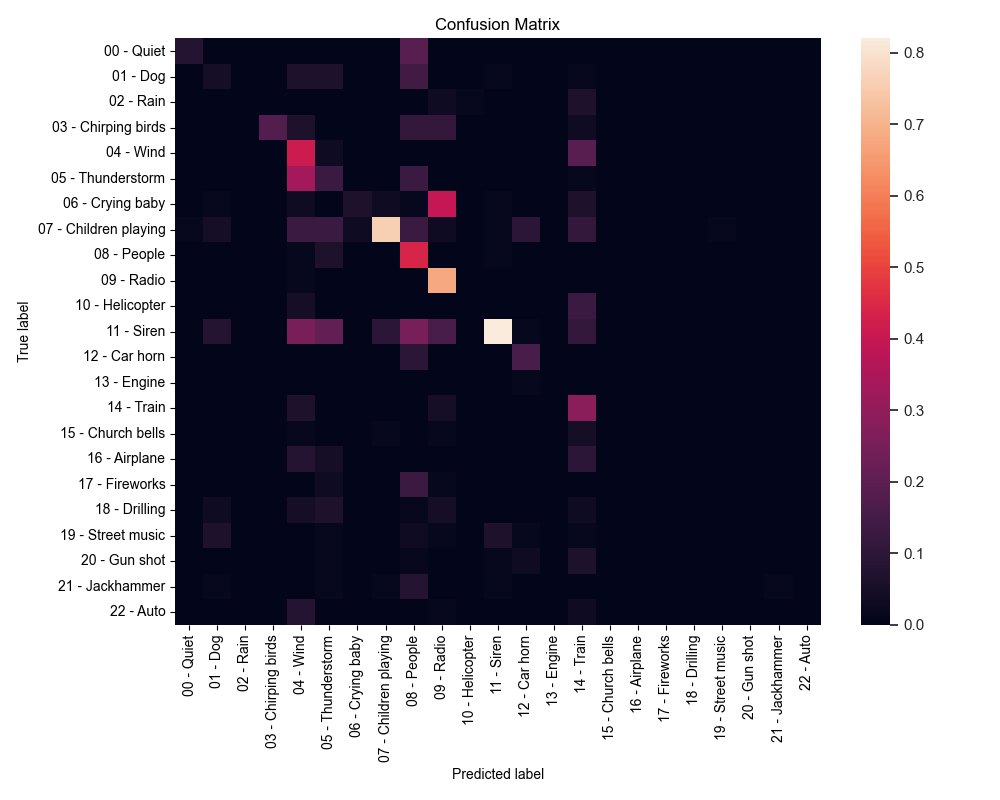 Confusion Matrix
True label
00 - Quiet
01 - Dog
02 - Rain
03 - Chirping birds
04 - Wind
05 - Thunderstorm
06 - Crying baby
07 - Children playing
08 - People
09 - Radio
10 - Helicopter
11 - Siren
12 - Car horn
13 - Engine
14 - Train
15 - Church bells
16 - Airplane
17 - Fireworks
18 - Drilling
19 - Street music
20 - Gun shot
21 - Jackhammer
22 - Auto
00 - Quiet
01 - Dog
02 - Rain
03 - Chirping birds
04 - Wind
05 - Thunderstorm
06 - Crying baby
07 - Children playing
08 - People
09 - Radio
10 - Helicopter
11 - Siren
12 - Car horn
13 - Engine
14 - Train
15 - Church bells
16 - Airplane
17 - Fireworks
18 - Drilling
19 - Street music
20 - Gun shot
21 - Jackhammer
22 - Auto
Predicted label
0.8
0.7
0.6
0.5
0.4
0.3
0.2
0.1
0.0